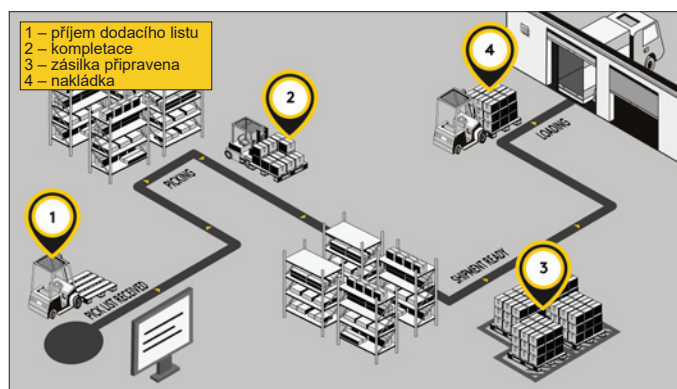 1 – příjem dodacího listu
2 – kompletace
3 – zásilka připravena
4 – nakládka
4
2
LOADING
PICKING
1
SHIPMENT READY
3
PICK LIST RECEIVED